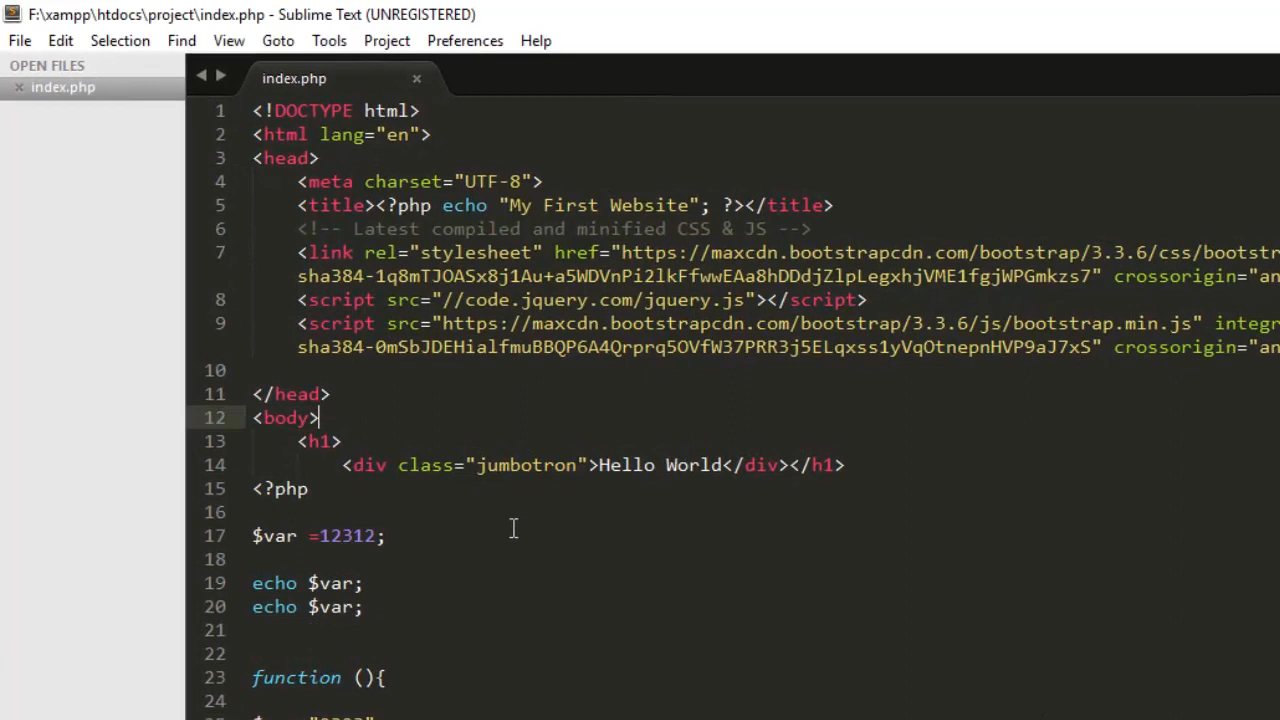 F:\xampp\htdocs\project\index.php - Sublime Text (UNREGISTERED)
File Edit Selection Find View Goto Tools Project Preferences Help
OPEN FILES
index.php
index.php
1 <!DOCTYPE html>
2 <html lang="en">
3 <head>
4 <meta charset="UTF-8">
5 <title><?php echo "My First Website"; ?></title>
6 <!-- Latest compiled and minified CSS & JS -->
7 <link rel="stylesheet" href="https://maxcdn.bootstrapcdn.com/bootstrap/3.3.6/css/bootstr
sha384-1q8mTJOASx8j1Au+a5WDVnPi2lkFfwwEAa8hDDdjZlpLegxhjVME1fgjWPGmkzs7" crossorigin="an
8 <script src="//code.jquery.com/jquery.js"></script>
9 <script src="https://maxcdn.bootstrapcdn.com/bootstrap/3.3.6/js/bootstrap.min.js" integr
sha384-0mSbJDEHialfmuBBQP6A4Qrprq5OVfW37PRR3j5ELqxss1yVqOtnepnHVP9aJ7xS" crossorigin="an
10
11 </head>
12 <body>
13 <h1>
14 <div class="jumbotron">Hello World</div></h1>
15 <?php
16
17 $var =12312;
18
19 echo $var;
20 echo $var;
21
22
23 function (){
24